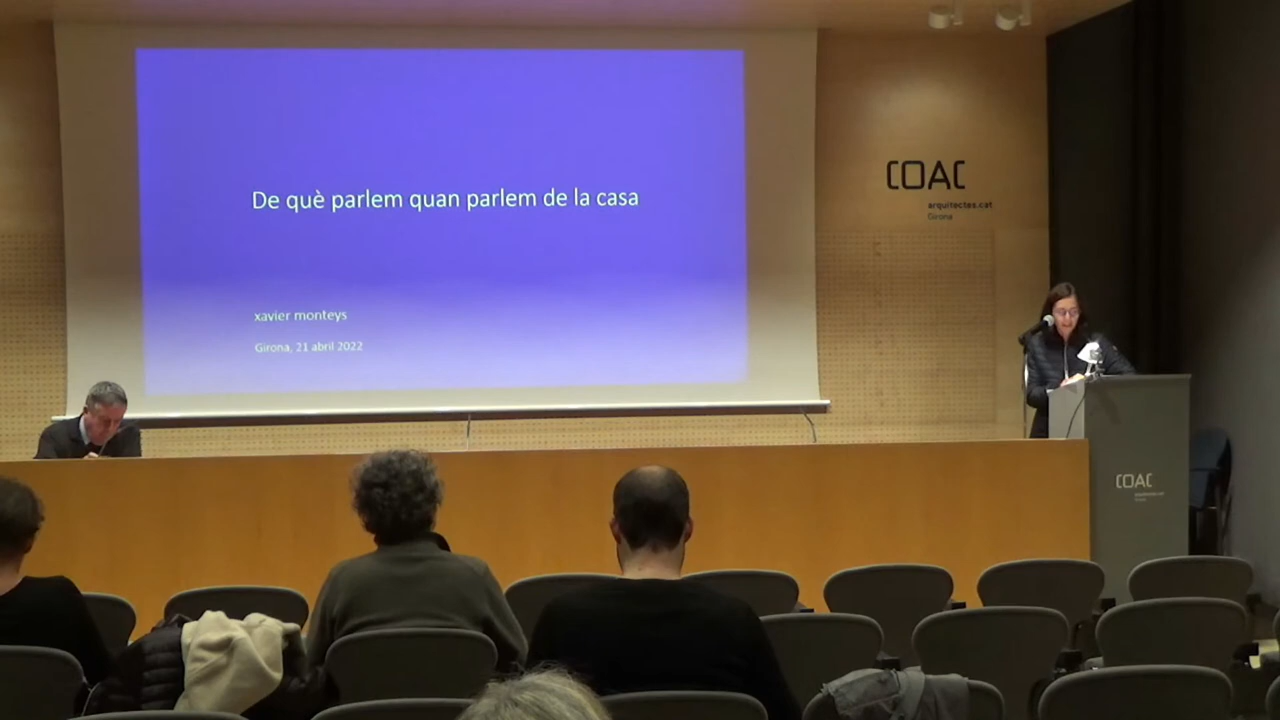 De què parlem quan parlem de la casa
xavier monteys
Girona, 21 abril 2022
COAC
arquitectes.cat
Girona
COAC